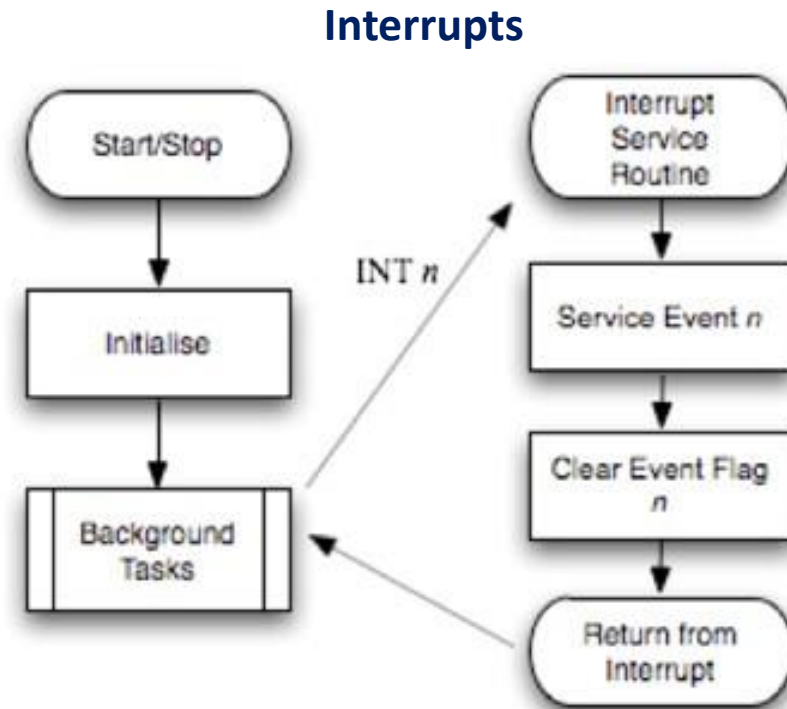 Interrupts
Start/Stop
Initialise
Background
Tasks
INT n
Interrupt
Service
Routine
Service Event n
Clear Event Flag
n
Return from
Interrupt